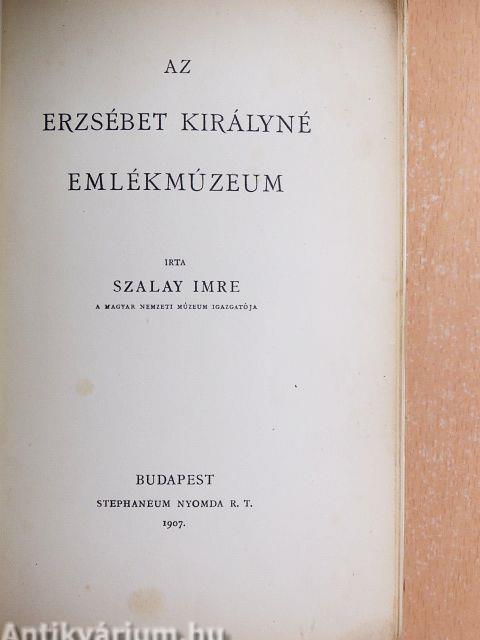 AZ
ERZSÉBET KIRÁLYNÉ
EMLÉKMÚZEUM
IRTA
SZALAY IMRE
A MAGYAR NEMZETI MÚZEUM IGAZGATÓJA
BUDAPEST
STEPHANEUM NYOMDA R. T.
1907.
Antikvárium.hu